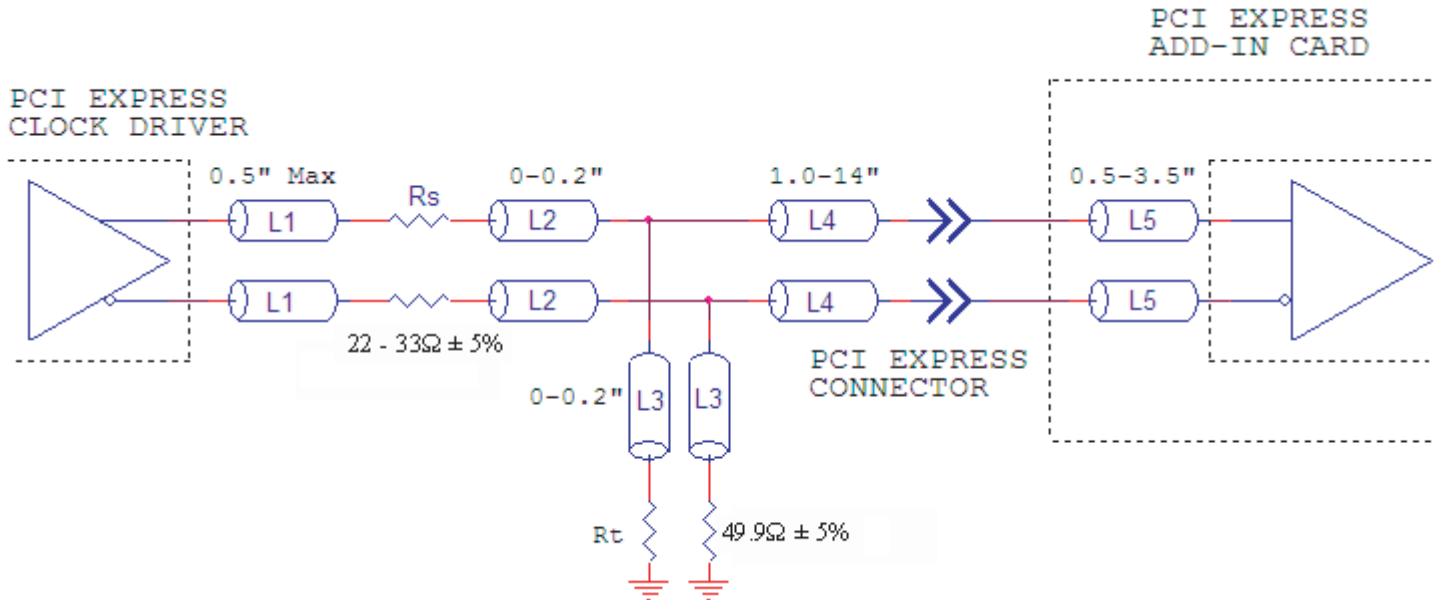 PCI EXPRESS
ADD-IN CARD
PCI EXPRESS
CLOCK DRIVER
0.5" Max
0-0.2"
1.0-14"
0.5-3.5"
Rs
L1
L2
L4
L5
L1
L2
L4
L5
22 - 33Ω ± 5%
PCI EXPRESS
CONNECTOR
0-0.2"
L3
L3
Rt
49.9Ω ± 5%